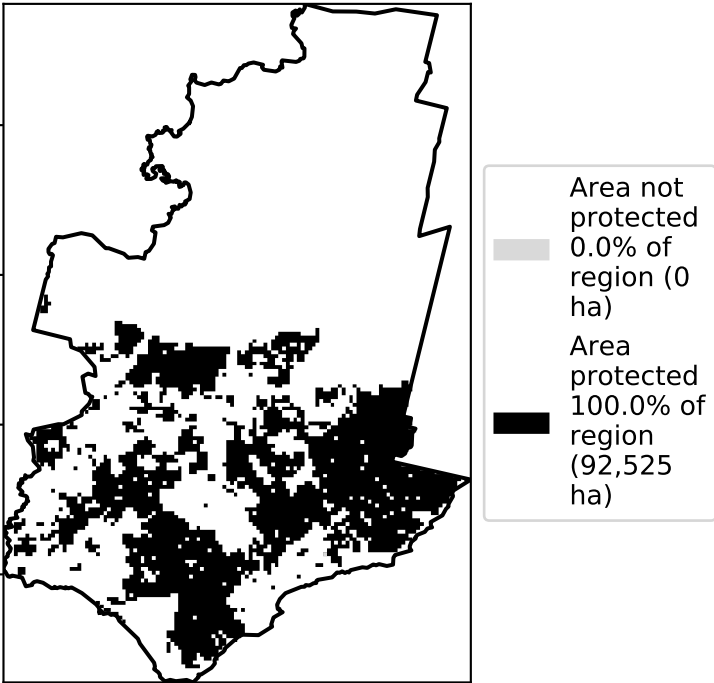 Area not
protected
0.0% of
region (0
ha)
Area
protected
100.0% of
region
(92,525
ha)